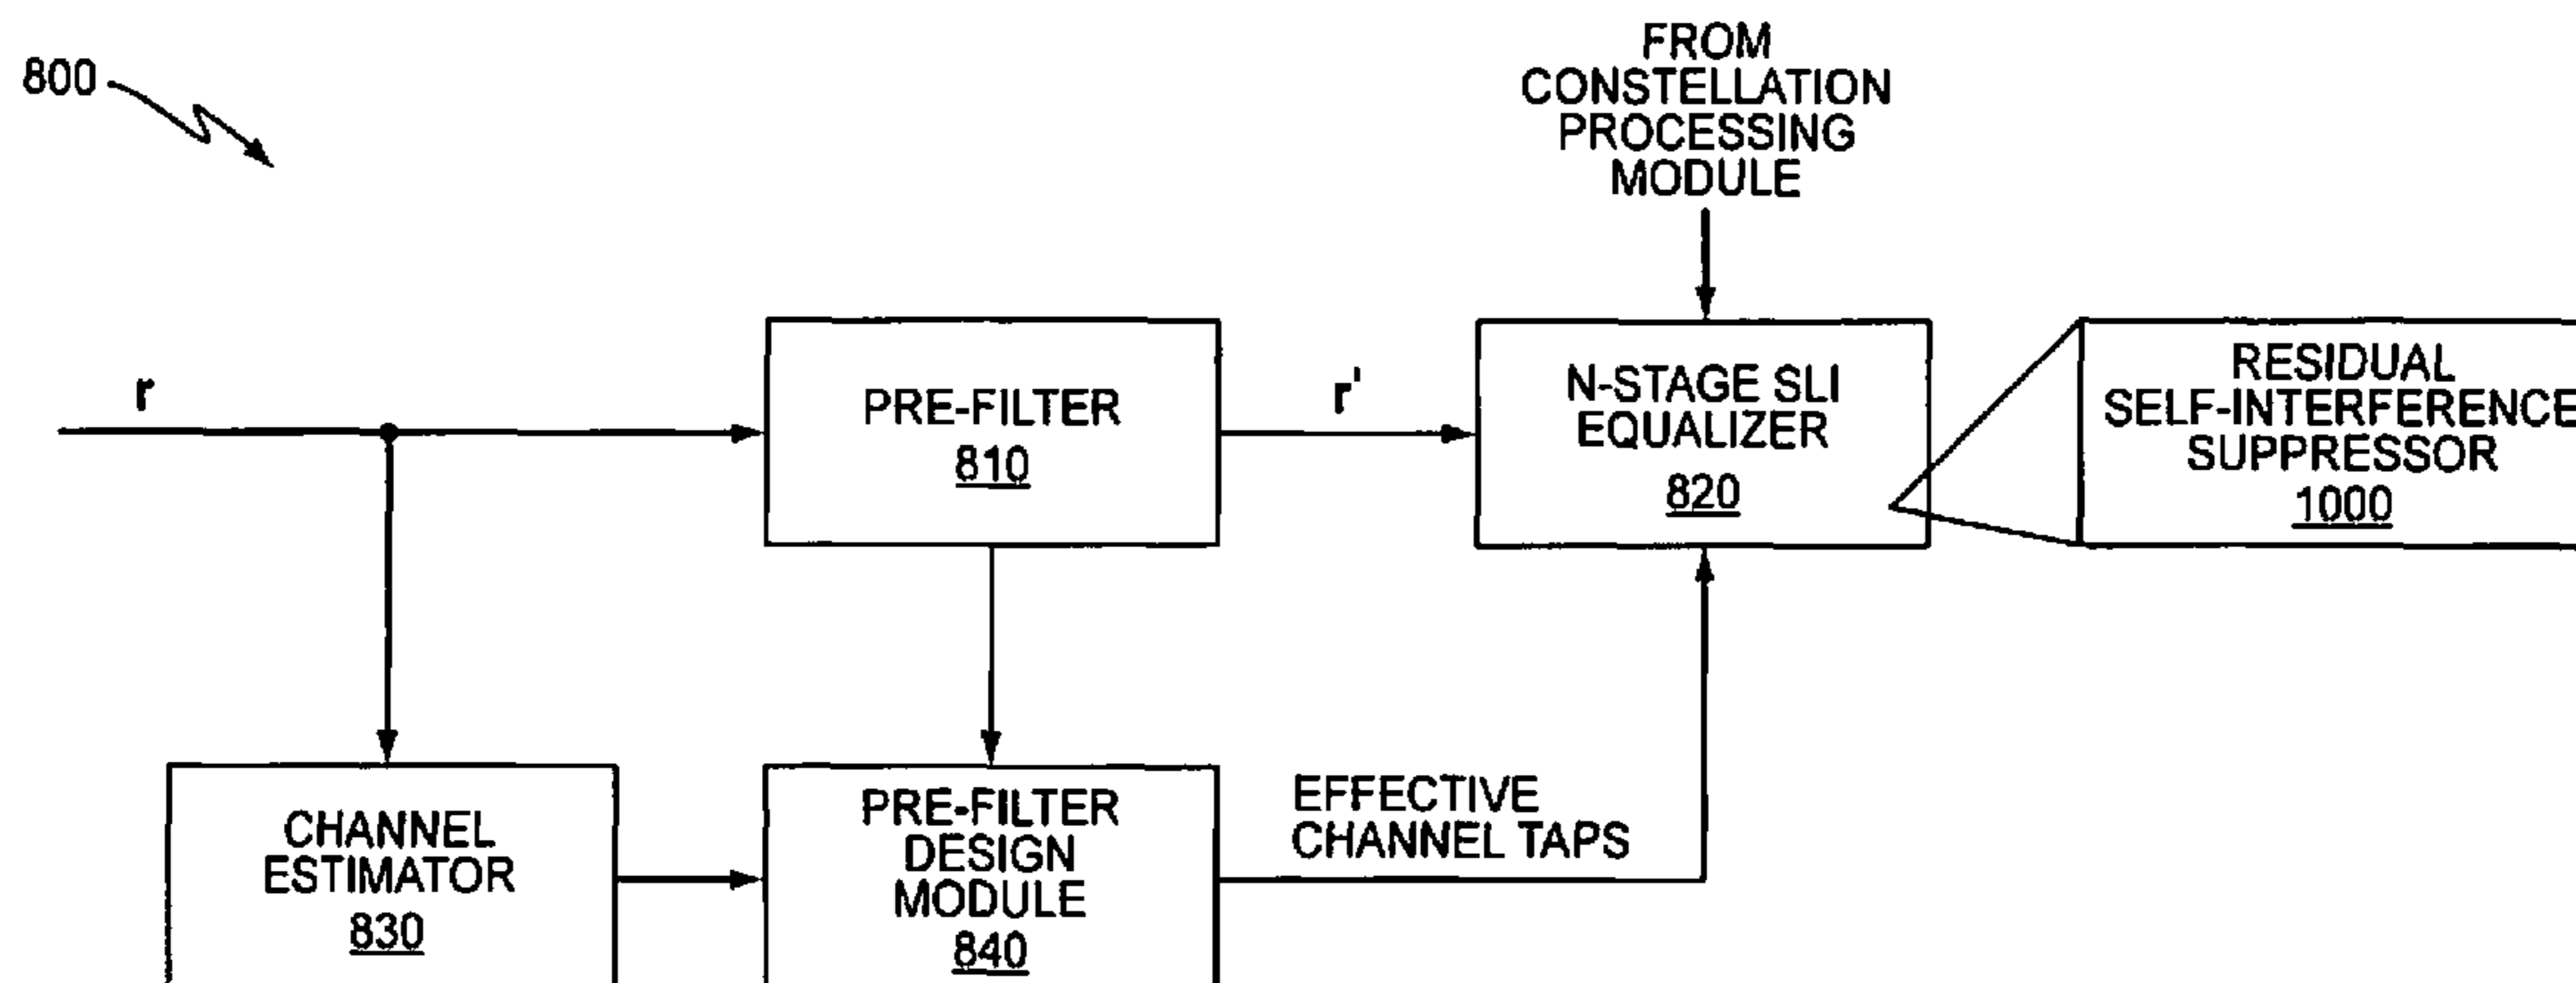 800
FROM
CONSTELLATION
PROCESSING
MODULE
r
PRE-FILTER
810
r'
N-STAGE SLI
EQUALIZER
820
RESIDUAL
SELF-INTERFERENCE
SUPPRESSOR
1000
CHANNEL
ESTIMATOR
830
PRE-FILTER
DESIGN
MODULE
840
EFFECTIVE
CHANNEL TAPS